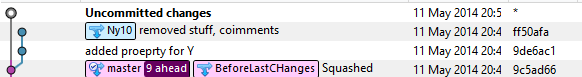 Uncommitted changes 11 May 2014 20:5 *
Ny10 removed stuff, coimments 11 May 2014 20:4 ff50afa
added proeprty for Y 11 May 2014 20:4 9de6ac1
master 9 ahead BeforeLastCHanges Squashed 11 May 2014 20:4 9c5ad66